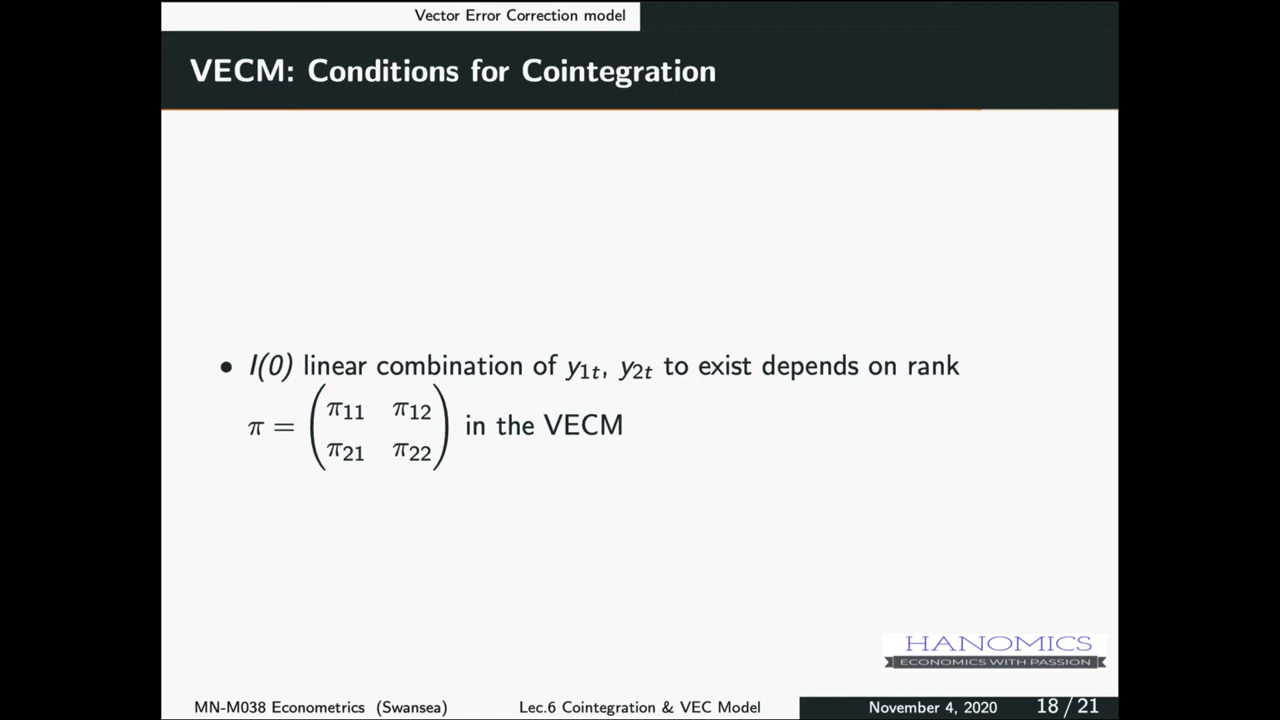 Vector Error Correction model
VECM: Conditions for Cointegration
• I(0) linear combination of y₁ₜ, y₂ₜ to exist depends on rank
π = (π₁₁ π₁₂
π₂₁ π₂₂) in the VECM
HANOMICS
ECONOMICS WITH PASSION
MN-M038 Econometrics (Swansea) Lec.6 Cointegration & VEC Model November 4, 2020 18 / 21